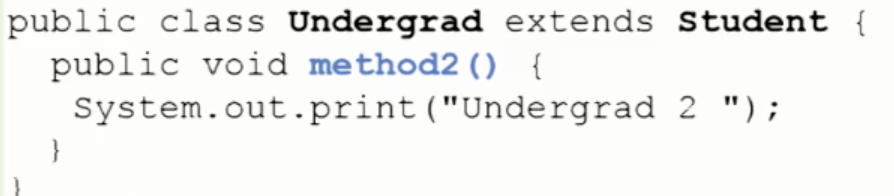 public class Undergrad extends Student {
public void method2() {
System.out.print("Undergrad 2 ");
}
}